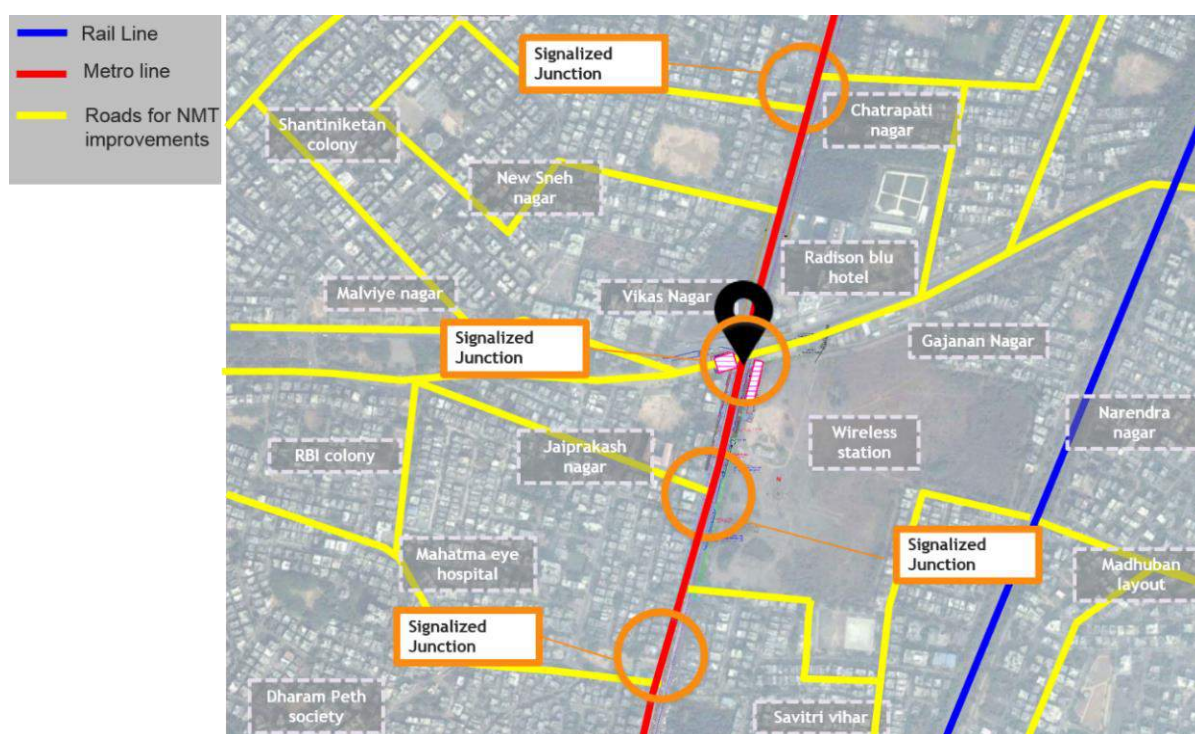 Rail Line
Metro line
Roads for NMT
improvements
Signalized
Junction
Chatrapati
nagar
Shantiniketan
colony
New Sneh
nagar
Radison blu
hotel
Malviye nagar
Vikas Nagar
Signalized
Junction
Gajanan Nagar
Narendra
nagar
Wireless
station
RBI colony
Jaiprakash
nagar
Signalized
Junction
Mahatma eye
hospital
Madhuban
layout
Signalized
Junction
Dharam Peth
society
Savitri vihar